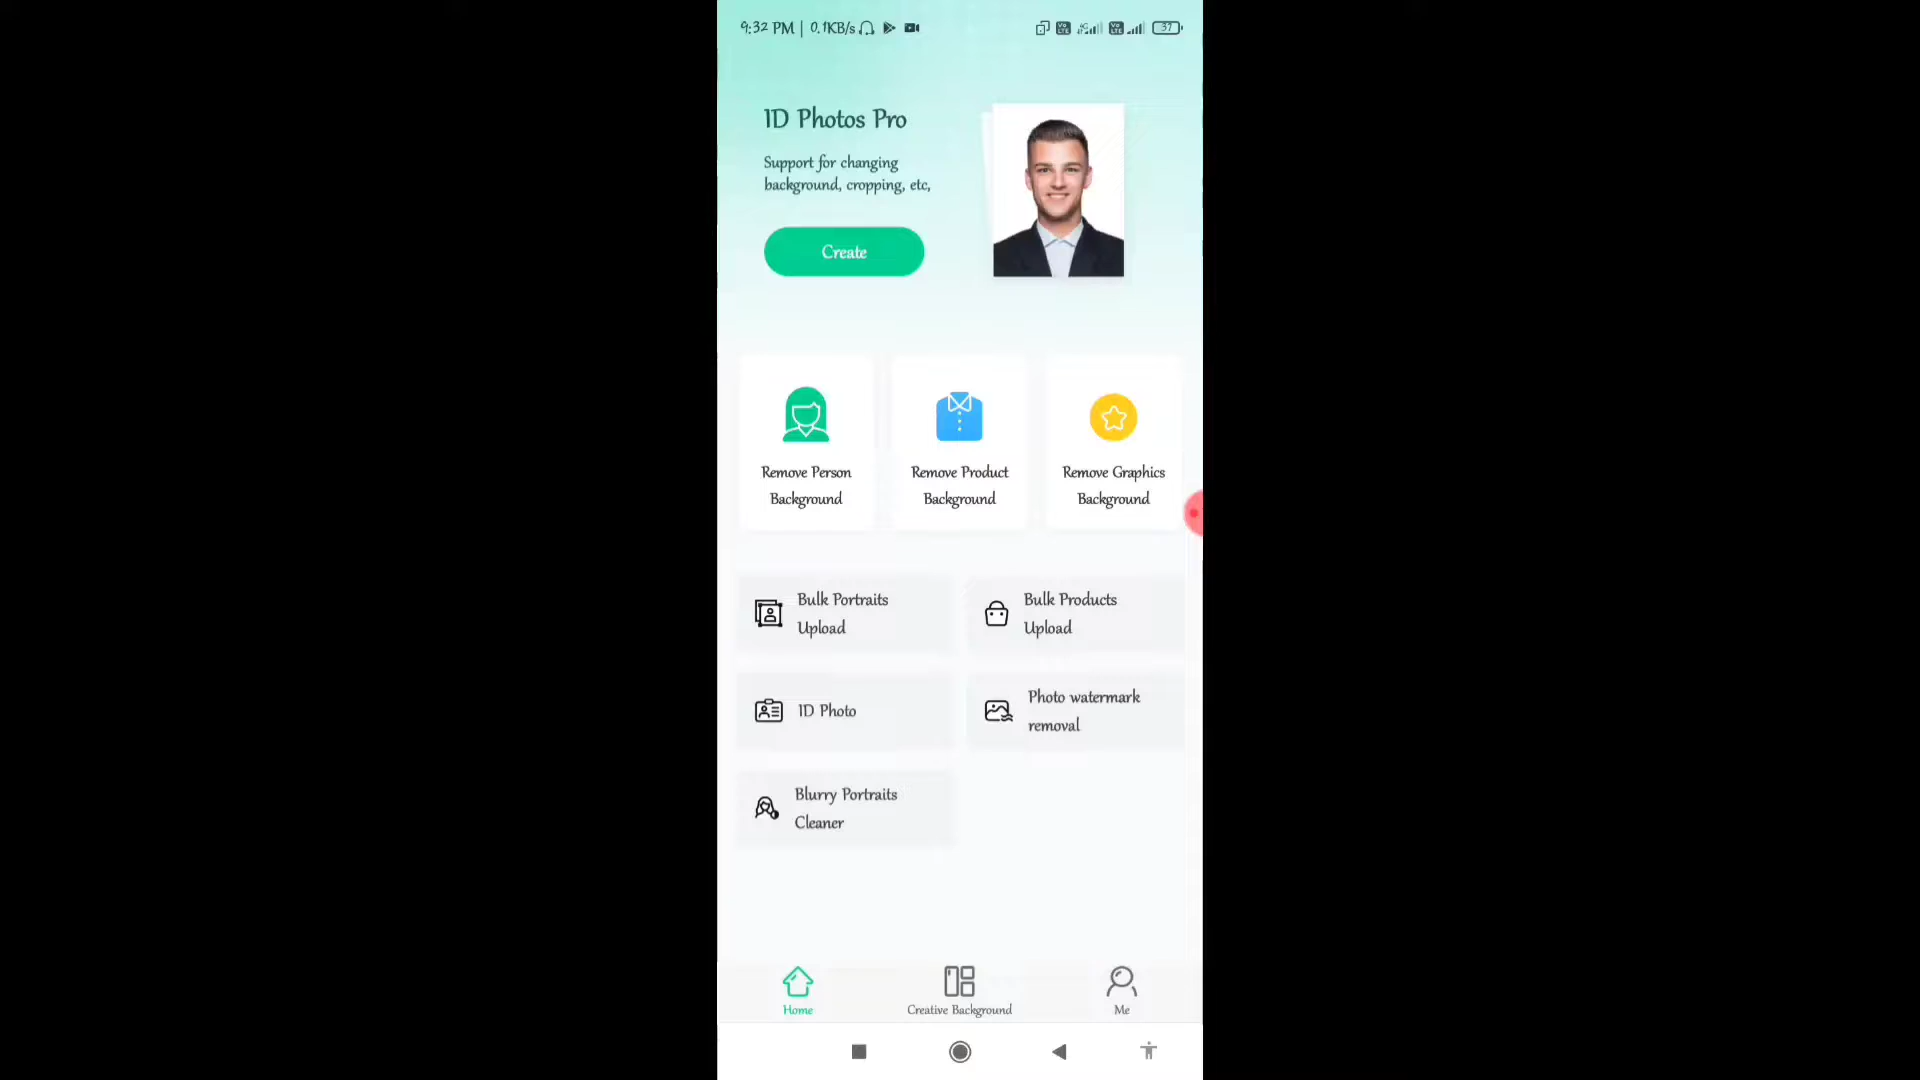 9:32 PM | 0.1KB/s
37
ID Photos Pro
Support for changing
background, cropping, etc,
Create
Remove Person
Background
Remove Product
Background
Remove Graphics
Background
Bulk Portraits
Upload
Bulk Products
Upload
ID Photo
Photo watermark
removal
Blurry Portraits
Cleaner
Home
Creative Background
Me